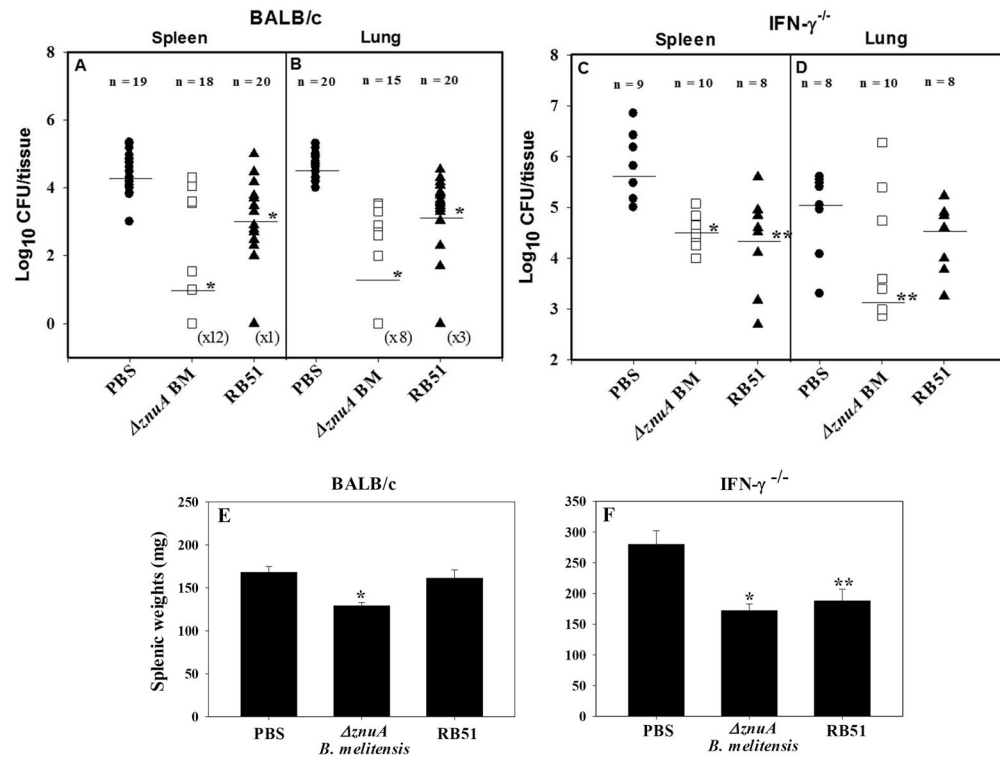 BALB/c
Spleen
Lung
A
B
n = 19
n = 18
n = 20
n = 20
n = 15
n = 20
Log10 CFU/tissue
8
6
4
2
0
*
*
*
*
(x12)
(x1)
(x8)
(x3)
PBS
ΔznuA BM
RB51
PBS
ΔznuA BM
RB51
IFN-γ-/-
Spleen
Lung
C
D
n = 9
n = 10
n = 8
n = 8
n = 10
n = 8
Log10 CFU/tissue
8
7
6
5
4
3
2
*
**
**
PBS
ΔznuA BM
RB51
PBS
ΔznuA BM
RB51
BALB/c
E
Splenic weights (mg)
250
200
150
100
50
0
*
PBS
ΔznuA
B. melitensis
RB51
IFN-γ -/-
F
350
300
250
200
150
100
50
0
*
**
PBS
ΔznuA
B. melitensis
RB51